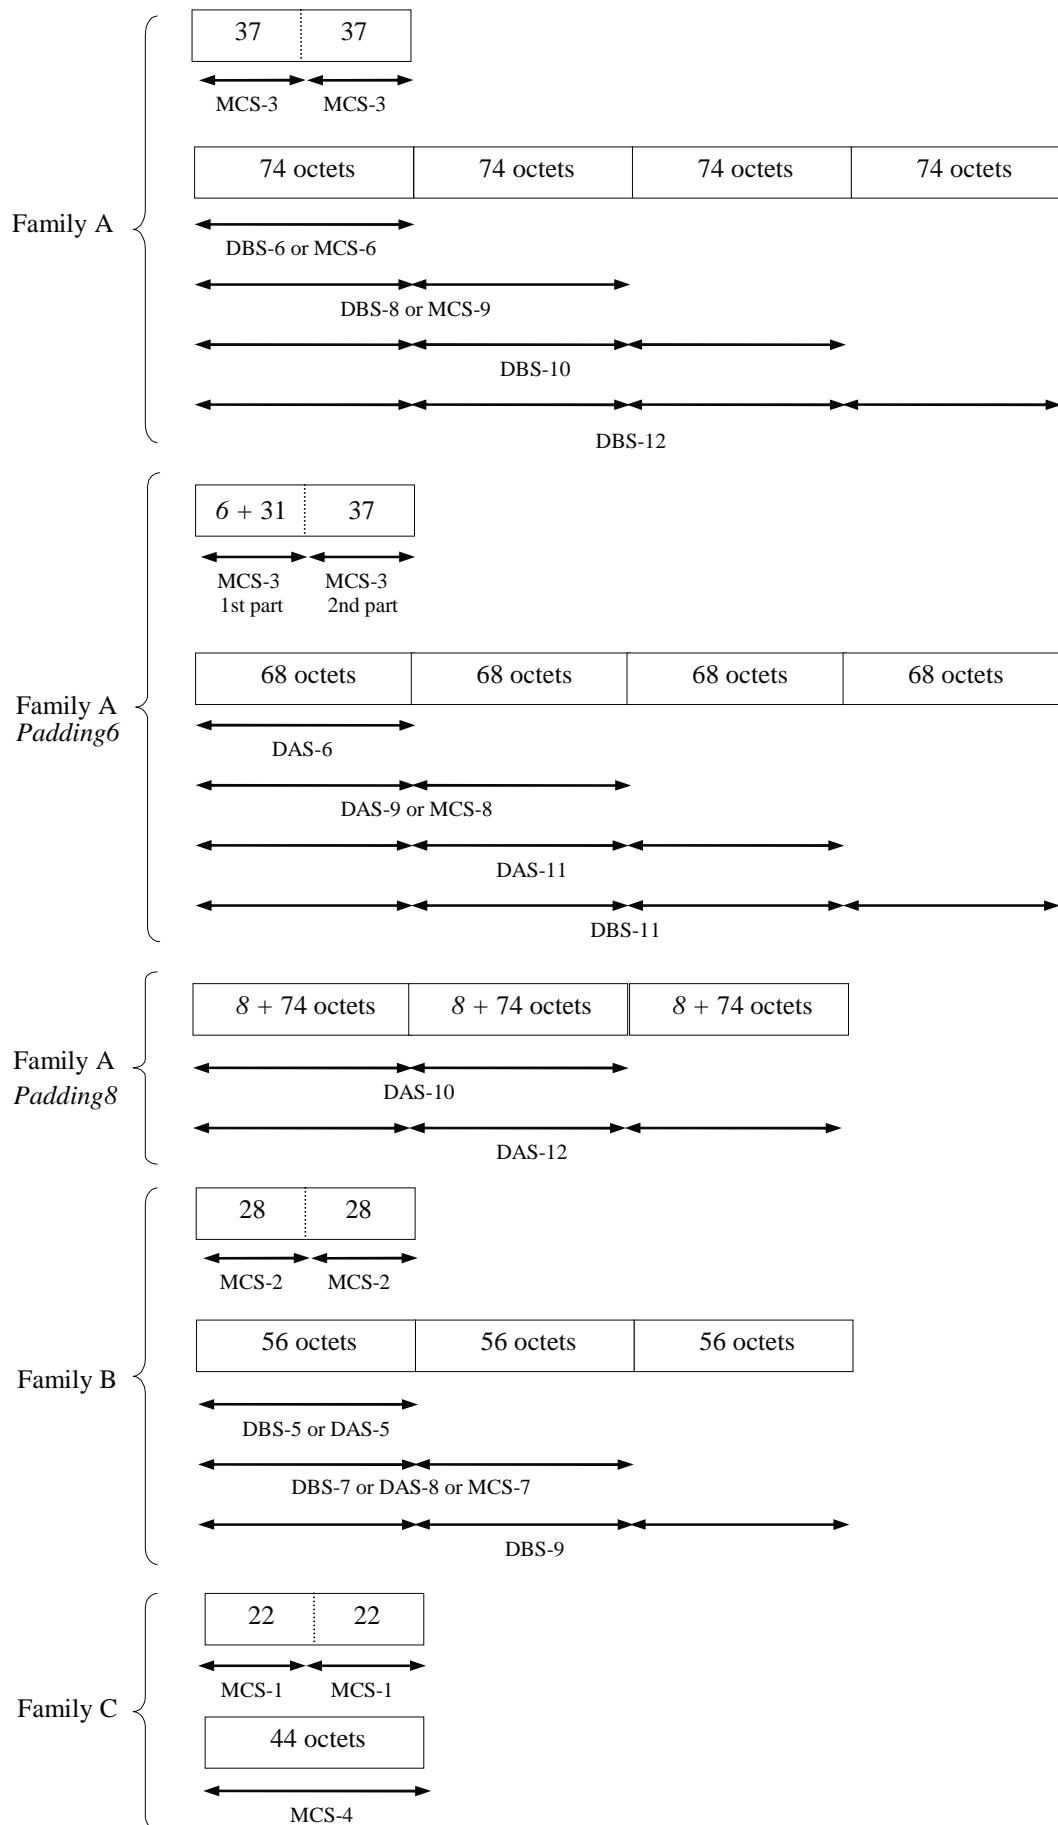 37 37
MCS-3 MCS-3
74 octets 74 octets 74 octets 74 octets
Family A
DBS-6 or MCS-6
DBS-8 or MCS-9
DBS-10
DBS-12
6 + 31 37
MCS-3 MCS-3
1st part 2nd part
68 octets 68 octets 68 octets 68 octets
Family A
Padding6
DAS-6
DAS-9 or MCS-8
DAS-11
DBS-11
8 + 74 octets 8 + 74 octets 8 + 74 octets
Family A
Padding8
DAS-10
DAS-12
28 28
MCS-2 MCS-2
56 octets 56 octets 56 octets
Family B
DBS-5 or DAS-5
DBS-7 or DAS-8 or MCS-7
DBS-9
22 22
MCS-1 MCS-1
Family C
44 octets
MCS-4